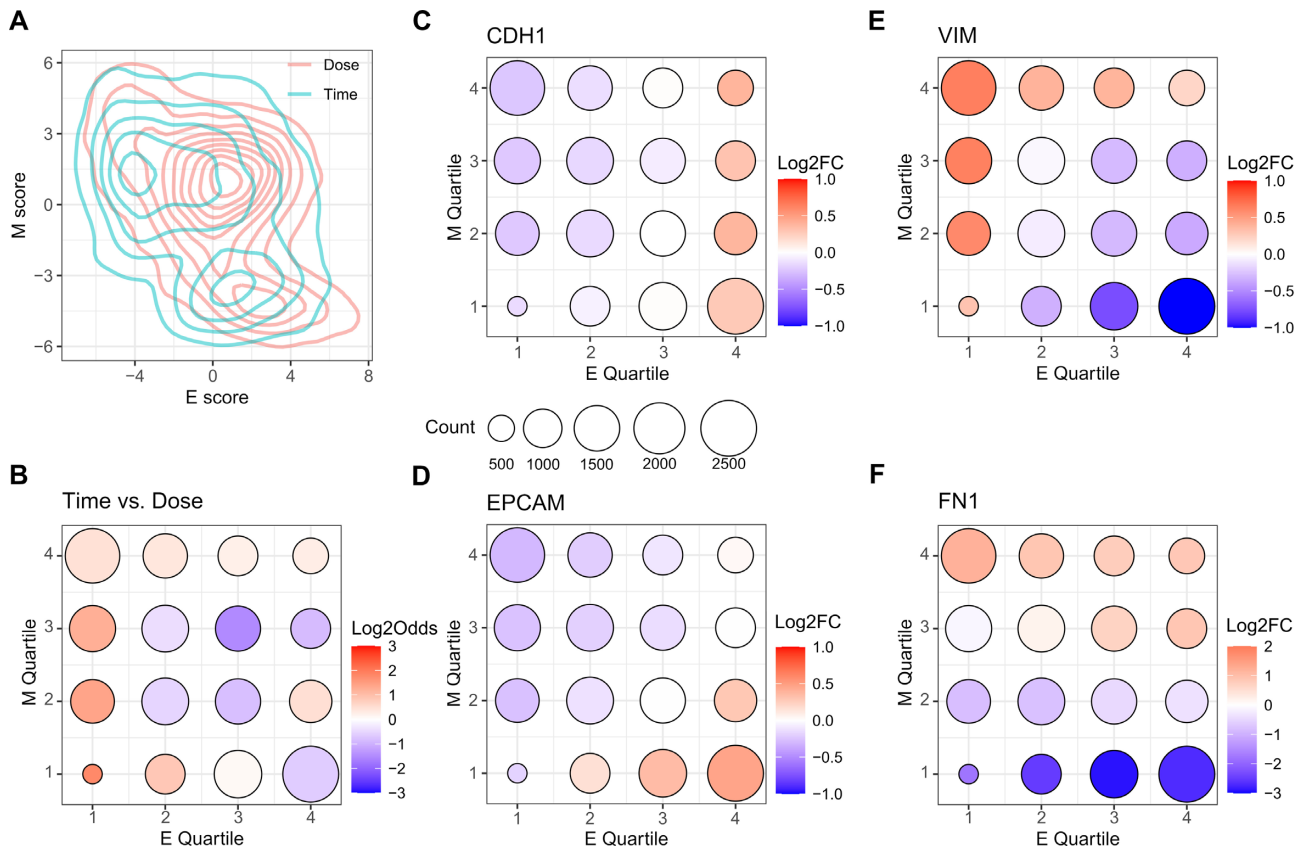 A
6
3
0
−3
−6
M score
−4
0
4
8
E score
Dose
Time
B
Time vs. Dose
4
3
2
1
M Quartile
1
2
3
4
E Quartile
Log2Odds
3
2
1
0
−1
−2
−3
C
CDH1
4
3
2
1
M Quartile
1
2
3
4
E Quartile
Log2FC
1.0
0.5
0.0
−0.5
−1.0
Count
500
1000
1500
2000
2500
D
EPCAM
4
3
2
1
M Quartile
1
2
3
4
E Quartile
Log2FC
1.0
0.5
0.0
−0.5
−1.0
E
VIM
4
3
2
1
M Quartile
1
2
3
4
E Quartile
Log2FC
1.0
0.5
0.0
−0.5
−1.0
F
FN1
4
3
2
1
M Quartile
1
2
3
4
E Quartile
Log2FC
2
1
0
−1
−2
−3